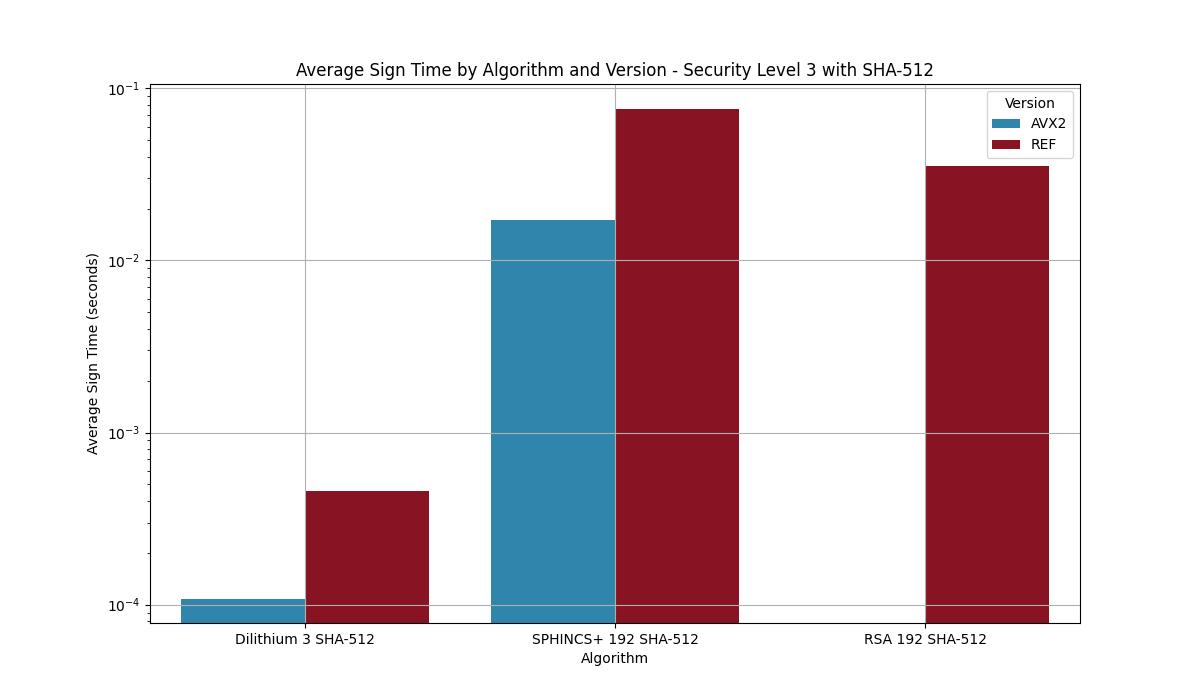 Average Sign Time by Algorithm and Version - Security Level 3 with SHA-512
Version
AVX2
REF
Average Sign Time (seconds)
10⁻¹
10⁻²
10⁻³
10⁻⁴
Dilithium 3 SHA-512
SPHINCS+ 192 SHA-512
RSA 192 SHA-512
Algorithm